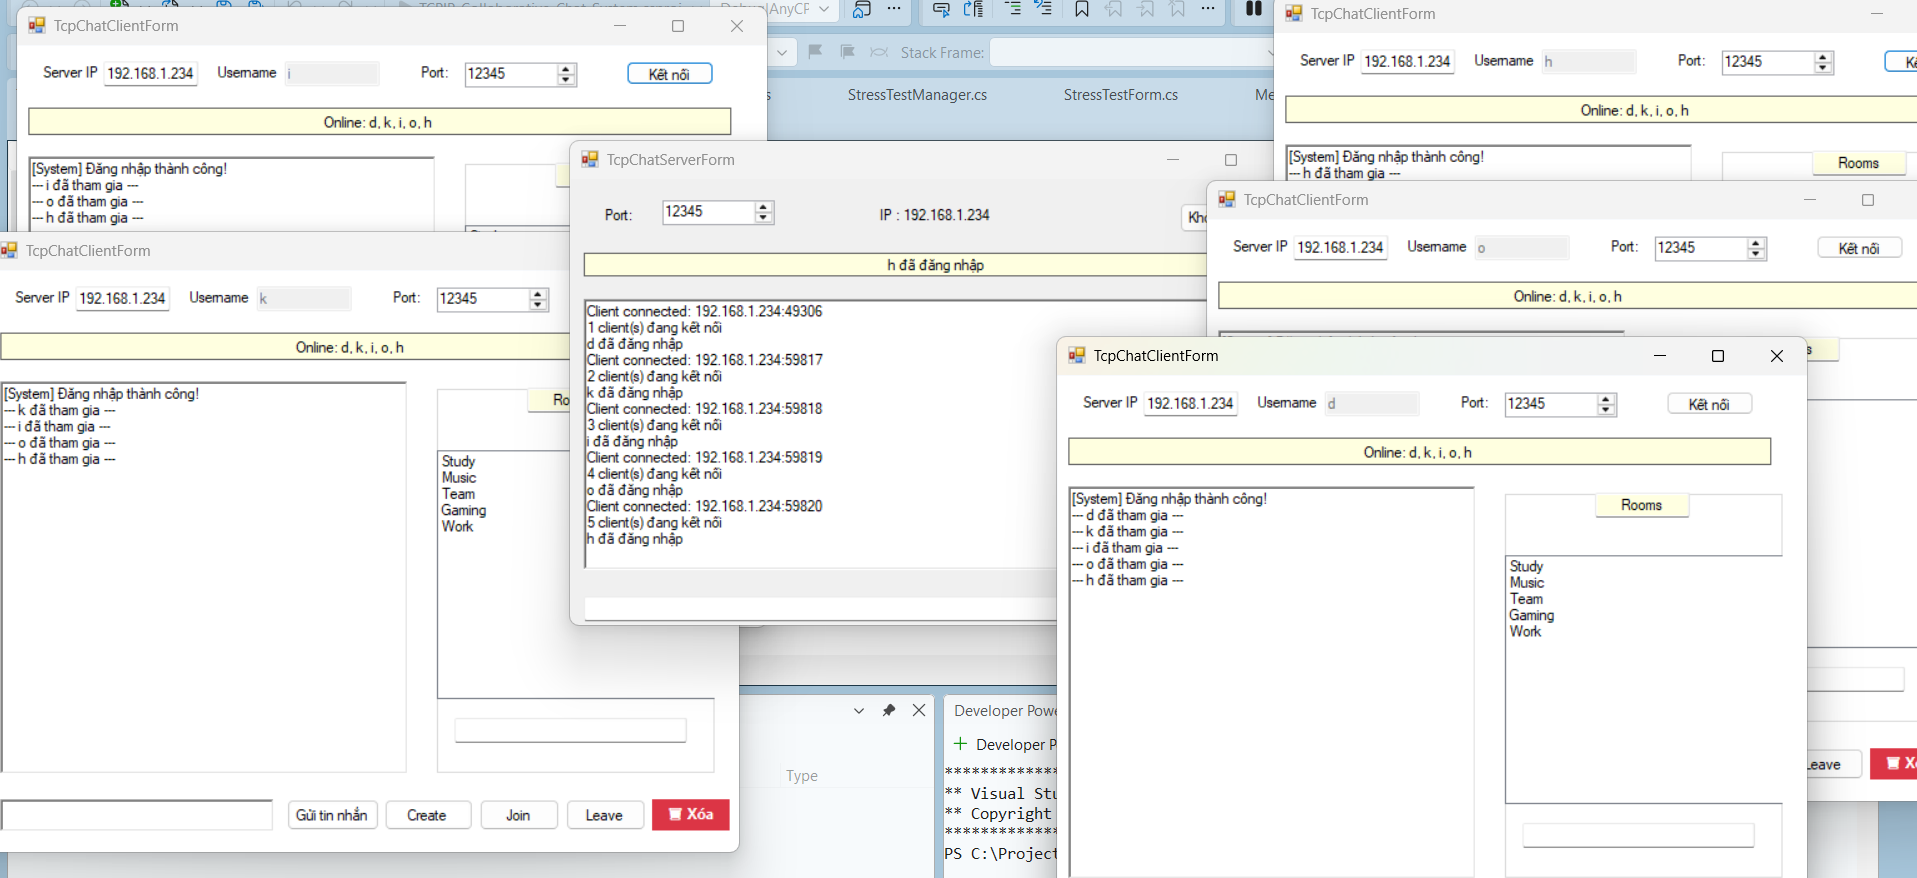 TcpChatClientForm
Server IP 192.168.1.234 Username i Port: 12345 Kết nối
Online: d, k, i, o, h
[System] Đăng nhập thành công!
--- i đã tham gia ---
--- o đã tham gia ---
--- h đã tham gia ---
Stack Frame:
StressTestManager.cs StressTestForm.cs
TcpChatClientForm
Server IP 192.168.1.234 Username h Port: 12345
Online: d, k, i, o, h
[System] Đăng nhập thành công!
--- h đã tham gia ---
Rooms
TcpChatServerForm
Port: 12345 IP : 192.168.1.234
h đã đăng nhập
Client connected: 192.168.1.234:49306
1 client(s) đang kết nối
d đã đăng nhập
Client connected: 192.168.1.234:59817
2 client(s) đang kết nối
k đã đăng nhập
Client connected: 192.168.1.234:59818
3 client(s) đang kết nối
i đã đăng nhập
Client connected: 192.168.1.234:59819
4 client(s) đang kết nối
o đã đăng nhập
Client connected: 192.168.1.234:59820
5 client(s) đang kết nối
h đã đăng nhập
TcpChatClientForm
Server IP 192.168.1.234 Username o Port: 12345 Kết nối
Online: d, k, i, o, h
TcpChatClientForm
Server IP 192.168.1.234 Username k Port: 12345
Online: d, k, i, o, h
[System] Đăng nhập thành công!
--- k đã tham gia ---
--- i đã tham gia ---
--- o đã tham gia ---
--- h đã tham gia ---
Study
Music
Team
Gaming
Work
Gửi tin nhắn Create Join Leave Xóa
TcpChatClientForm
Server IP 192.168.1.234 Username d Port: 12345 Kết nối
Online: d, k, i, o, h
[System] Đăng nhập thành công!
--- d đã tham gia ---
--- k đã tham gia ---
--- i đã tham gia ---
--- o đã tham gia ---
--- h đã tham gia ---
Rooms
Study
Music
Team
Gaming
Work
Leave
Type
Developer
Developer
** Visual
** Copyright
PS C:\Project